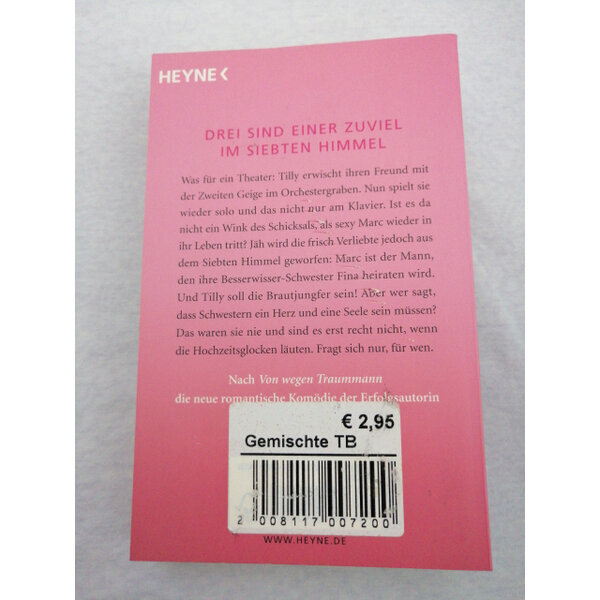 HEYNE
DREI SIND EINER ZUVIEL
IM SIEBTEN HIMMEL
Was für ein Theater: Tilly erwischt ihren Freund mit
der Zweiten Geige im Orchestergraben. Nun spielt sie
wieder solo und das nicht nur am Klavier. Ist es da
nicht ein Wink des Schicksals, als sexy Marc wieder in
ihr Leben tritt? Jäh wird die frisch Verliebte jedoch aus
dem Siebten Himmel geworfen: Marc ist der Mann,
den ihre Besserwisser-Schwester Fina heiraten wird.
Und Tilly soll die Brautjungfer sein! Aber wer sagt,
dass Schwestern ein Herz und eine Seele sein müssen?
Das waren sie nie und sind es erst recht nicht, wenn
die Hochzeitsglocken läuten. Fragt sich nur, für wen.
Nach Von wegen Traummann
die neue romantische Komödie der Erfolgsautorin
€ 2,95
Gemischte TB
2 008117 007200
WWW.HEYNE.DE